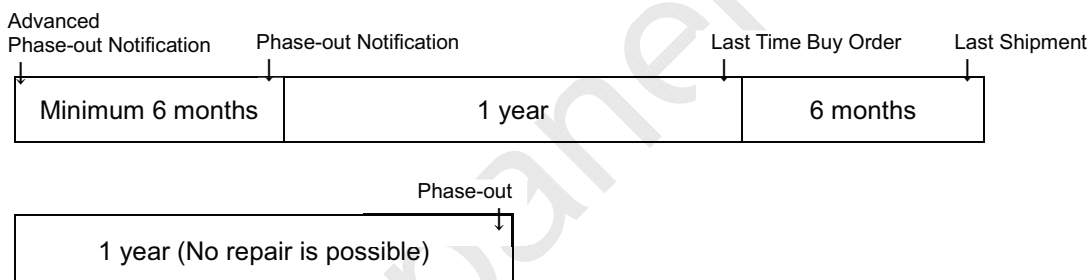 Advanced
Phase-out Notification Phase-out Notification Last Time Buy Order Last Shipment
Minimum 6 months 1 year 6 months
Phase-out
1 year (No repair is possible)